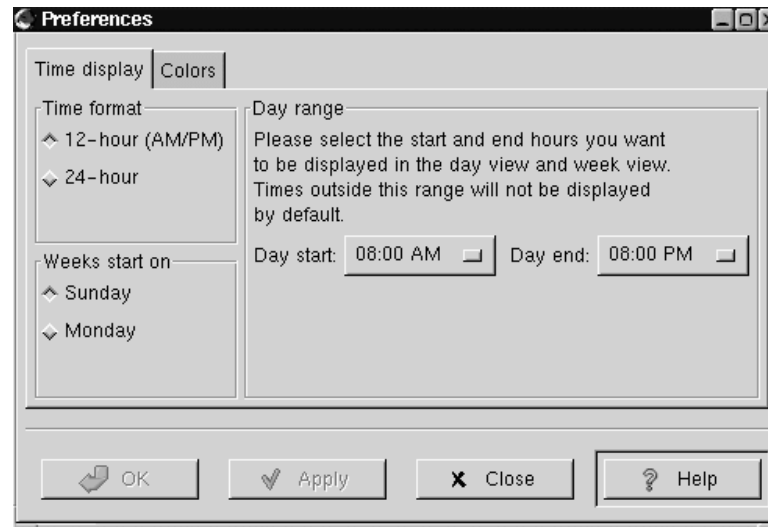 Preferences
Time display
Colors
Time format
12-hour (AM/PM)
24-hour
Weeks start on
Sunday
Monday
Day range
Please select the start and end hours you want
to be displayed in the day view and week view.
Times outside this range will not be displayed
by default.
Day start: 08:00 AM Day end: 08:00 PM
OK
Apply
Close
Help